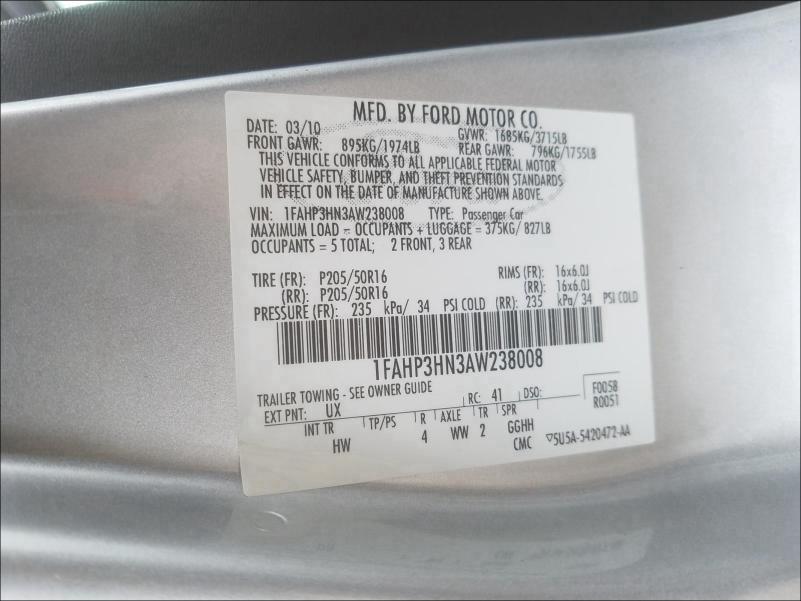 MFD. BY FORD MOTOR CO.
DATE: 03/10 GVWR: 1685KG/3715LB
FRONT GAWR: 895KG/1974LB REAR GAWR: 796KG/1755LB
THIS VEHICLE CONFORMS TO ALL APPLICABLE FEDERAL MOTOR
VEHICLE SAFETY, BUMPER, AND THEFT PREVENTION STANDARDS
IN EFFECT ON THE DATE OF MANUFACTURE SHOWN ABOVE.
VIN: 1FAHP3HN3AW238008 TYPE: Passenger Car
MAXIMUM LOAD = OCCUPANTS + LUGGAGE = 375KG/ 827LB
OCCUPANTS = 5 TOTAL; 2 FRONT, 3 REAR
TIRE (FR): P205/50R16 RIMS (FR): 16x6.0J
(RR): P205/50R16 (RR): 16x6.0J
PRESSURE (FR): 235 kPa/ 34 PSI COLD (RR): 235 kPa/ 34 PSI COLD
1FAHP3HN3AW238008
TRAILER TOWING - SEE OWNER GUIDE
EXT PNT: UX RC: 41 DSO: F0058
R0051
INT TR TP/PS R AXLE TR SPR
HW 4 WW 2 GGHH
CMC ▽5U5A-5420472-AA